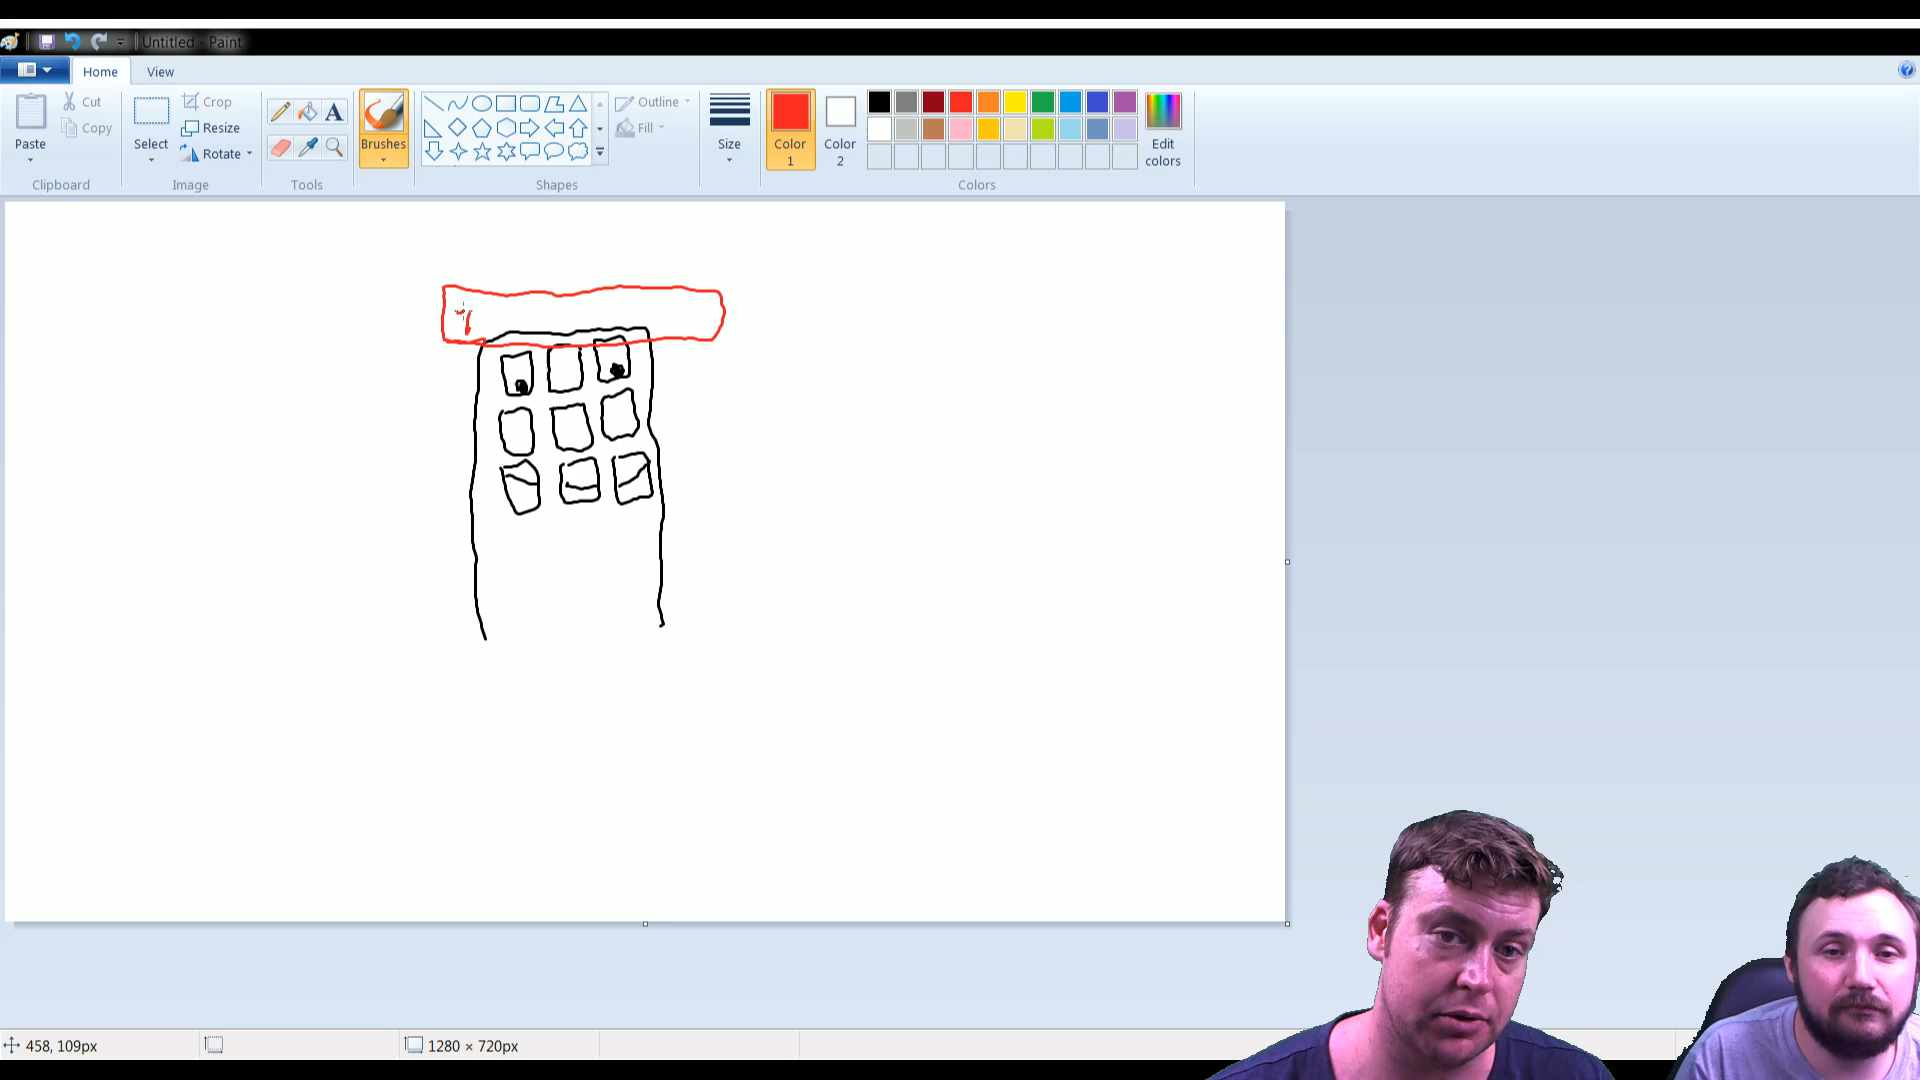 Untitled - Paint
Home View
Paste
Cut
Copy
Clipboard
Select
Crop
Resize
Rotate
Image
A
Tools
Brushes
Outline
Fill
Shapes
Size
Color 1
Color 2
Edit colors
Colors
458, 109px
1280 × 720px